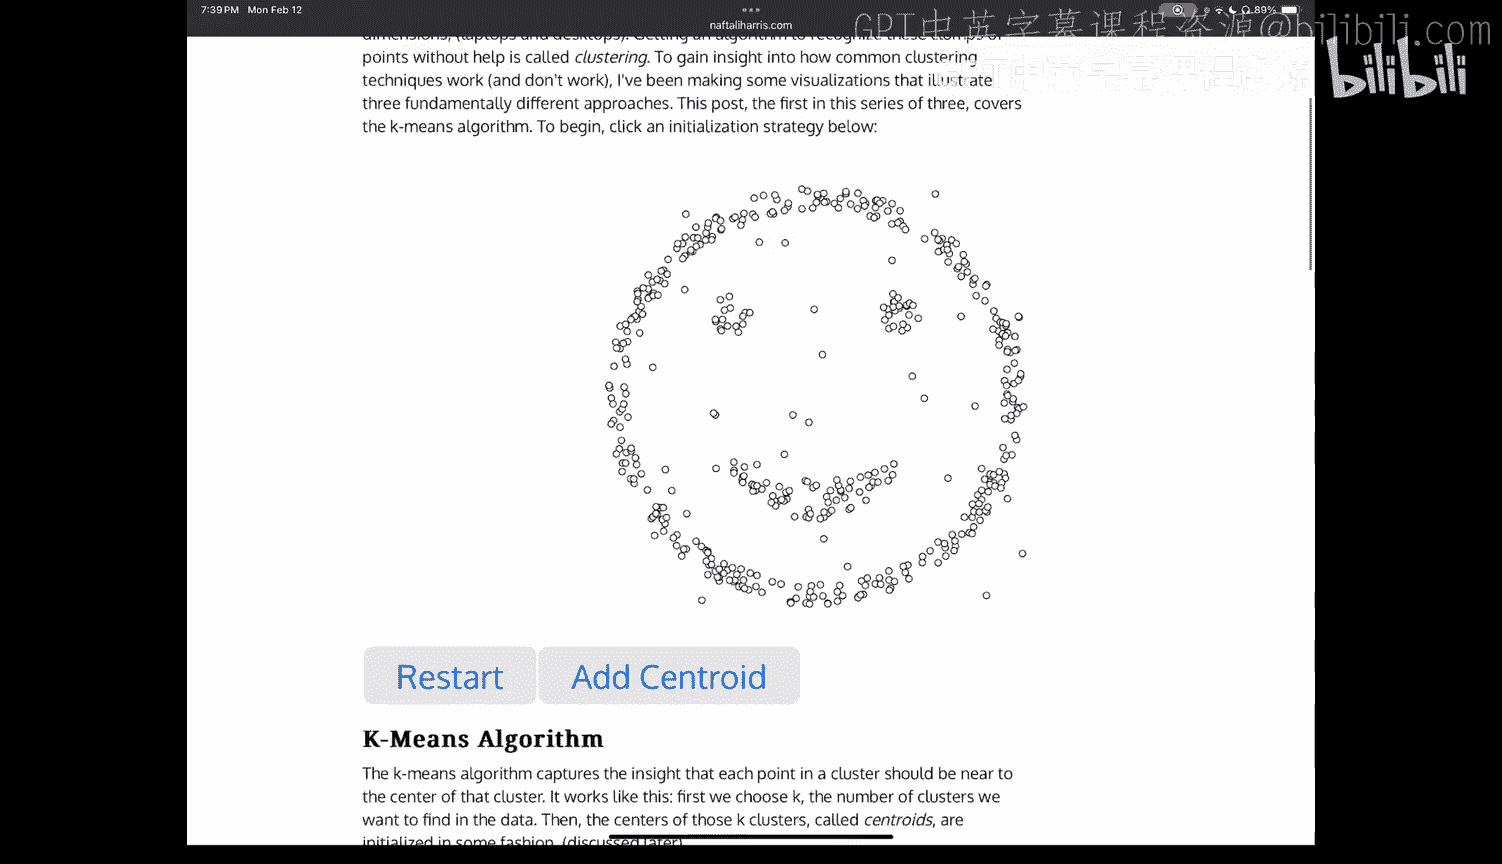 7:39 PM Mon Feb 12
naftaliharris.com
89%
GPT中英字幕课程资源@bilibili.com
bilibili
points without help is called clustering. To gain insight into how common clustering
techniques work (and don't work), I've been making some visualizations that illustrate
three fundamentally different approaches. This post, the first in this series of three, covers
the k-means algorithm. To begin, click an initialization strategy below:
Restart
Add Centroid
K-Means Algorithm
The k-means algorithm captures the insight that each point in a cluster should be near to
the center of that cluster. It works like this: first we choose k, the number of clusters we
want to find in the data. Then, the centers of those k clusters, called centroids, are
initialized in some fashion, (discussed later).